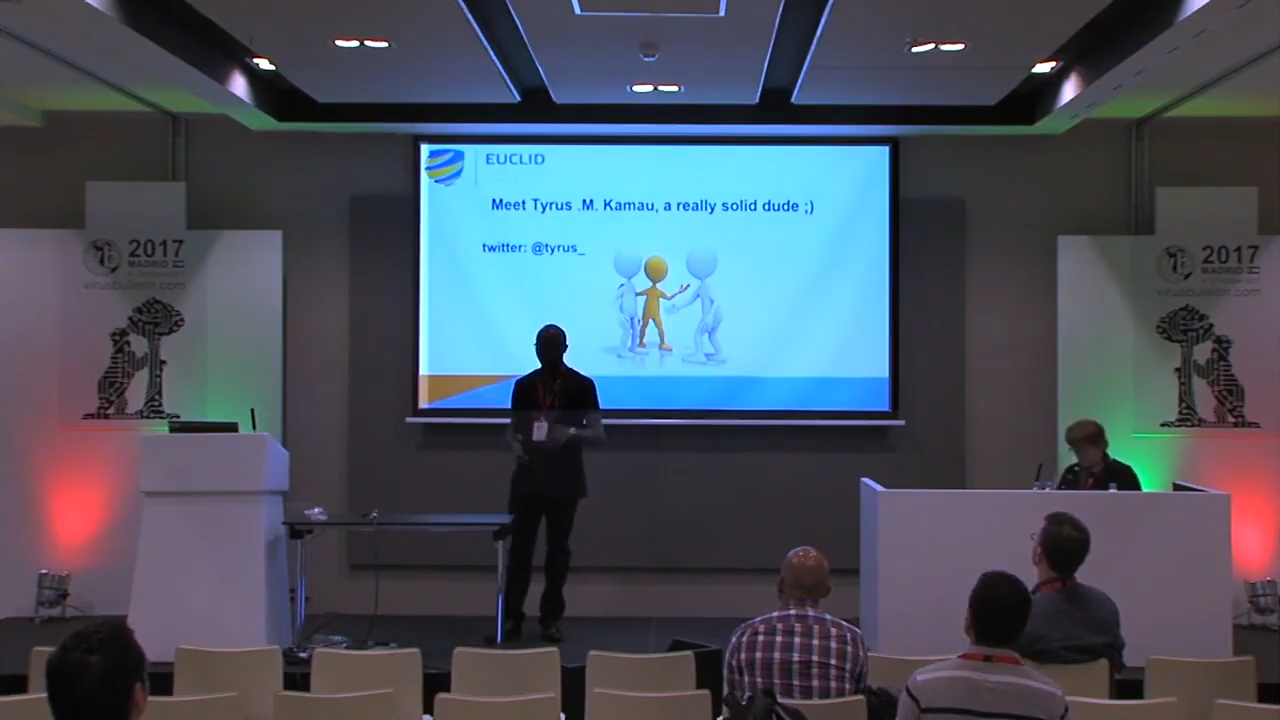 EUCLID
Meet Tyrus .M. Kamau, a really solid dude ;)
twitter: @tyrus_
2017
MADRID
virusbulletin.com
2017
MADRID
virusbulletin.com